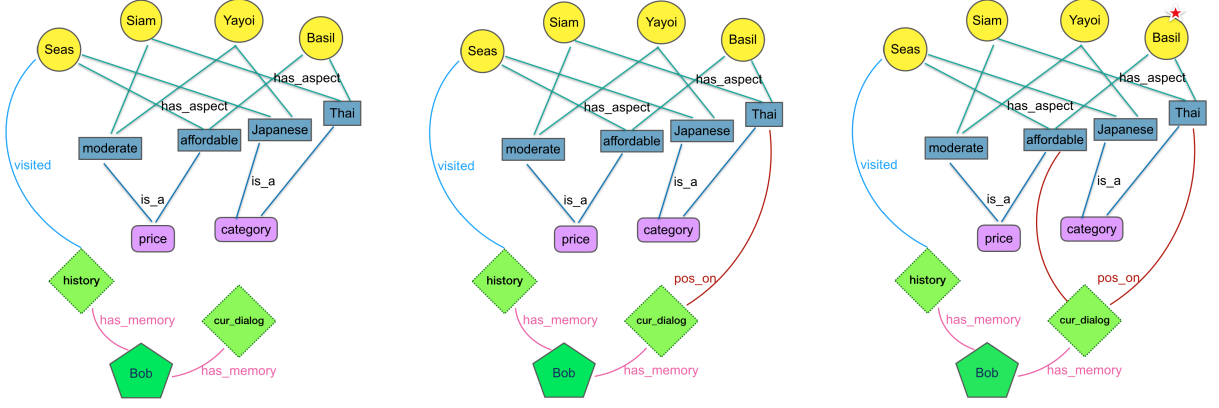 Siam
Yayoi
Basil
Seas
has_aspect
has_aspect
Thai
Japanese
affordable
moderate
visited
is_a
is_a
category
price
history
cur_dialog
has_memory
has_memory
Bob
Siam
Yayoi
Basil
Seas
has_aspect
has_aspect
Thai
Japanese
affordable
moderate
visited
is_a
is_a
category
price
history
pos_on
cur_dialog
has_memory
has_memory
Bob
Siam
Yayoi
Basil
Seas
has_aspect
has_aspect
Thai
Japanese
affordable
moderate
visited
is_a
is_a
category
price
history
pos_on
cur_dialog
has_memory
has_memory
Bob